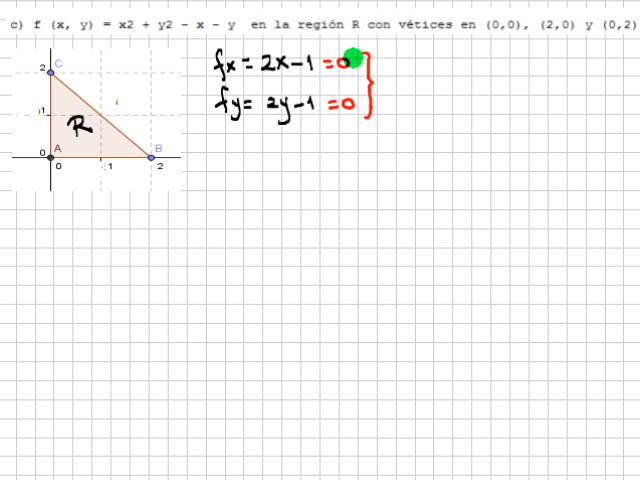 c) f (x, y) = x2 + y2 - x - y en la región R con vétices en (0,0), (2,0) y (0,2)
fx = 2x-1 = 0
fy = 2y-1 = 0
2 C
1
R
0 A B
0 1 2